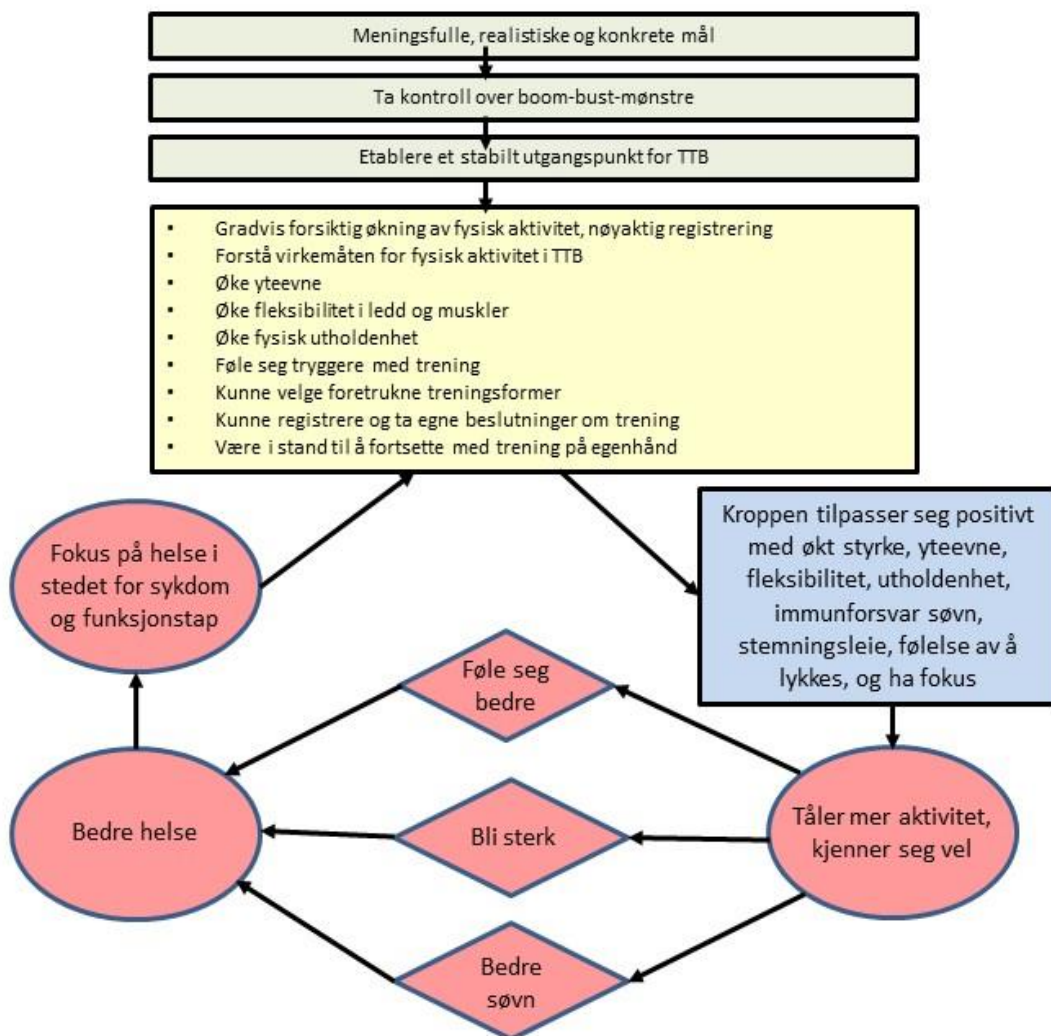 Meningsfulle, realistiske og konkrete mål
Ta kontroll over boom-bust-mønstre
Etablere et stabilt utgangspunkt for TTB
• Gradvis forsiktig økning av fysisk aktivitet, nøyaktig registrering
• Forstå virkemåten for fysisk aktivitet i TTB
• Øke yteevne
• Øke fleksibilitet i ledd og muskler
• Øke fysisk utholdenhet
• Føle seg tryggere med trening
• Kunne velge foretrukne treningsformer
• Kunne registrere og ta egne beslutninger om trening
• Være i stand til å fortsette med trening på egenhånd
Kroppen tilpasser seg positivt
med økt styrke, yteevne,
fleksibilitet, utholdenhet,
immunforsvar søvn,
stemningsleie, følelse av å
lykkes, og ha fokus
Tåler mer aktivitet,
kjenner seg vel
Føle seg
bedre
Bli sterk
Bedre
søvn
Bedre helse
Fokus på helse i
stedet for sykdom
og funksjonstap